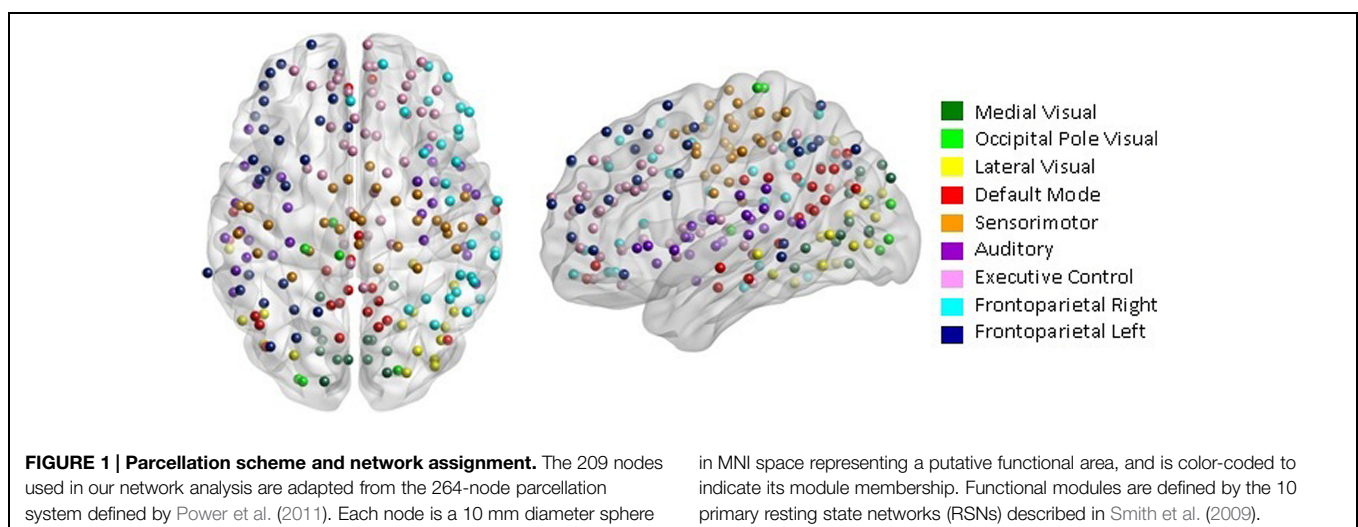 Medial Visual
Occipital Pole Visual
Lateral Visual
Default Mode
Sensorimotor
Auditory
Executive Control
Frontoparietal Right
Frontoparietal Left
FIGURE 1 | Parcellation scheme and network assignment. The 209 nodes
used in our network analysis are adapted from the 264-node parcellation
system defined by Power et al. (2011). Each node is a 10 mm diameter sphere
in MNI space representing a putative functional area, and is color-coded to
indicate its module membership. Functional modules are defined by the 10
primary resting state networks (RSNs) described in Smith et al. (2009).